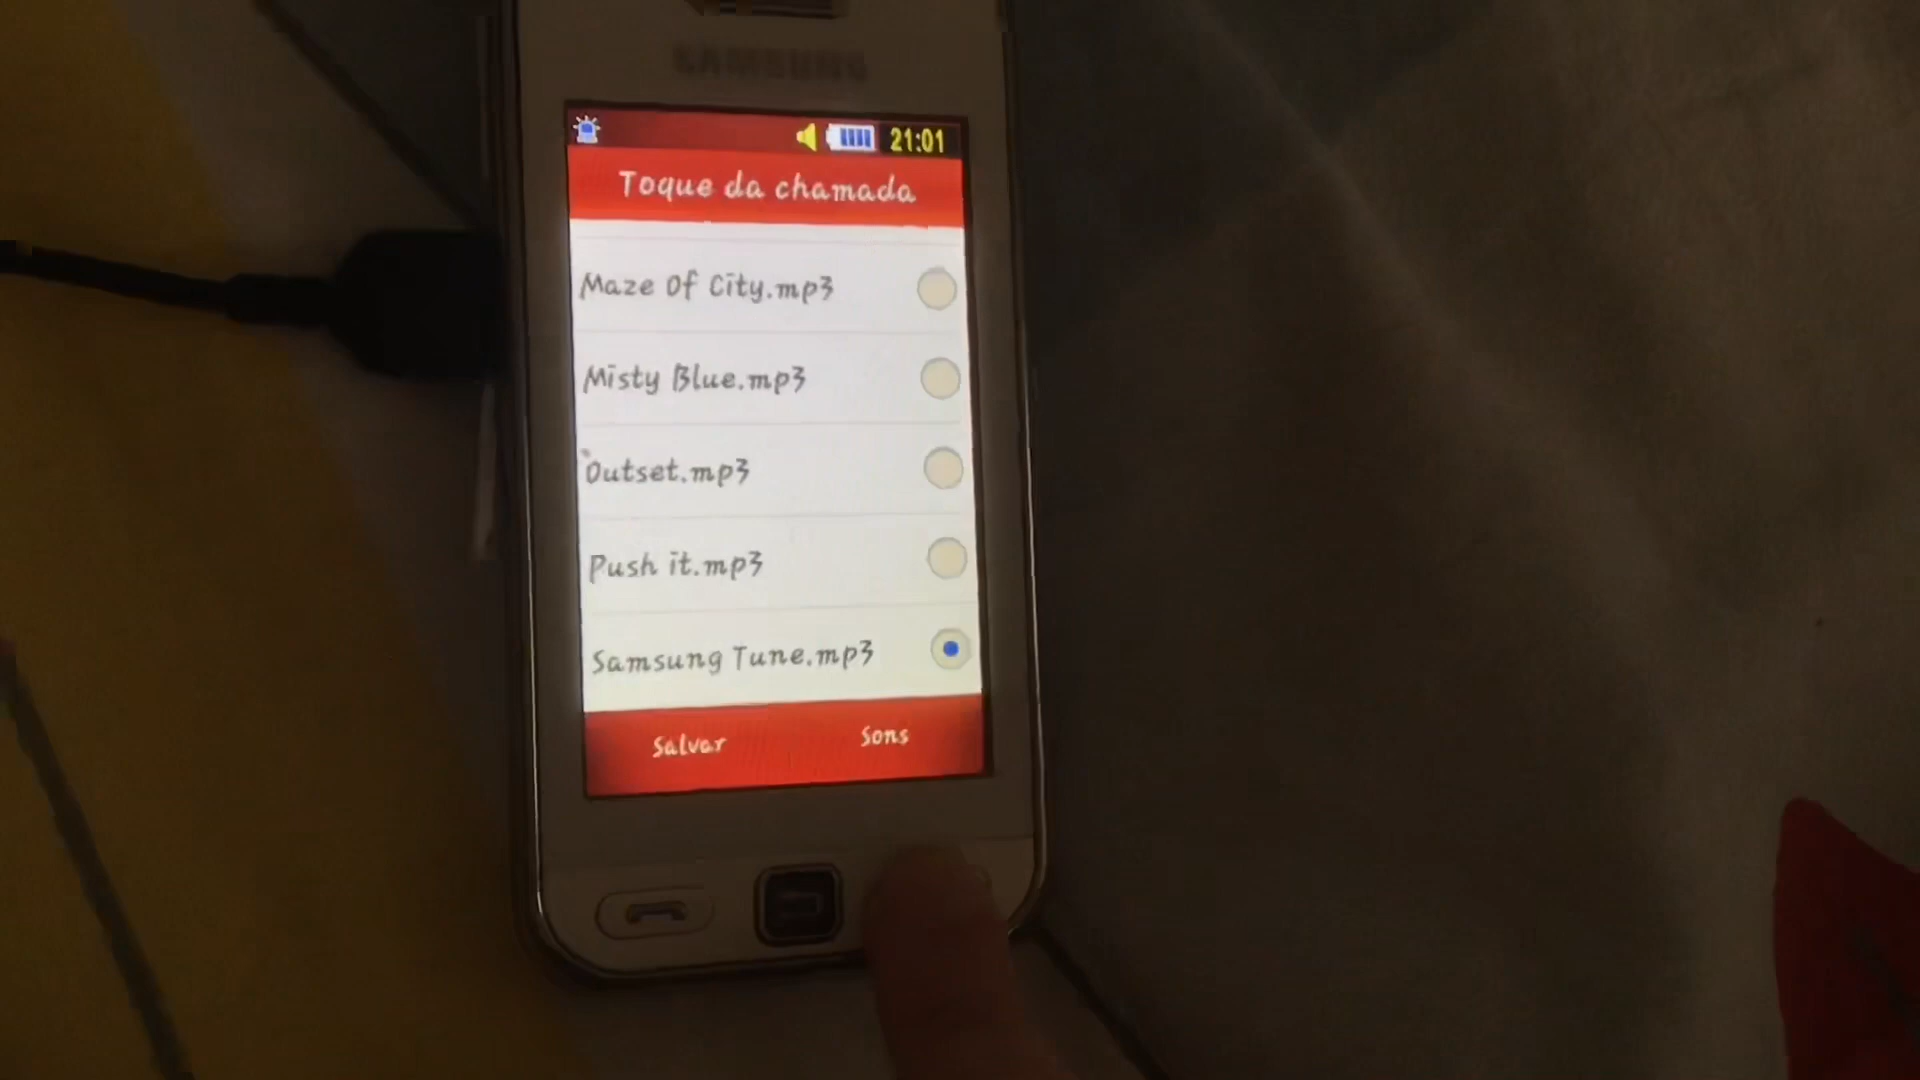 SAMSUNG
21:01
Toque da chamada
Maze Of City.mp3
Misty Blue.mp3
Outset.mp3
Push it.mp3
Samsung Tune.mp3
Salvar Sons